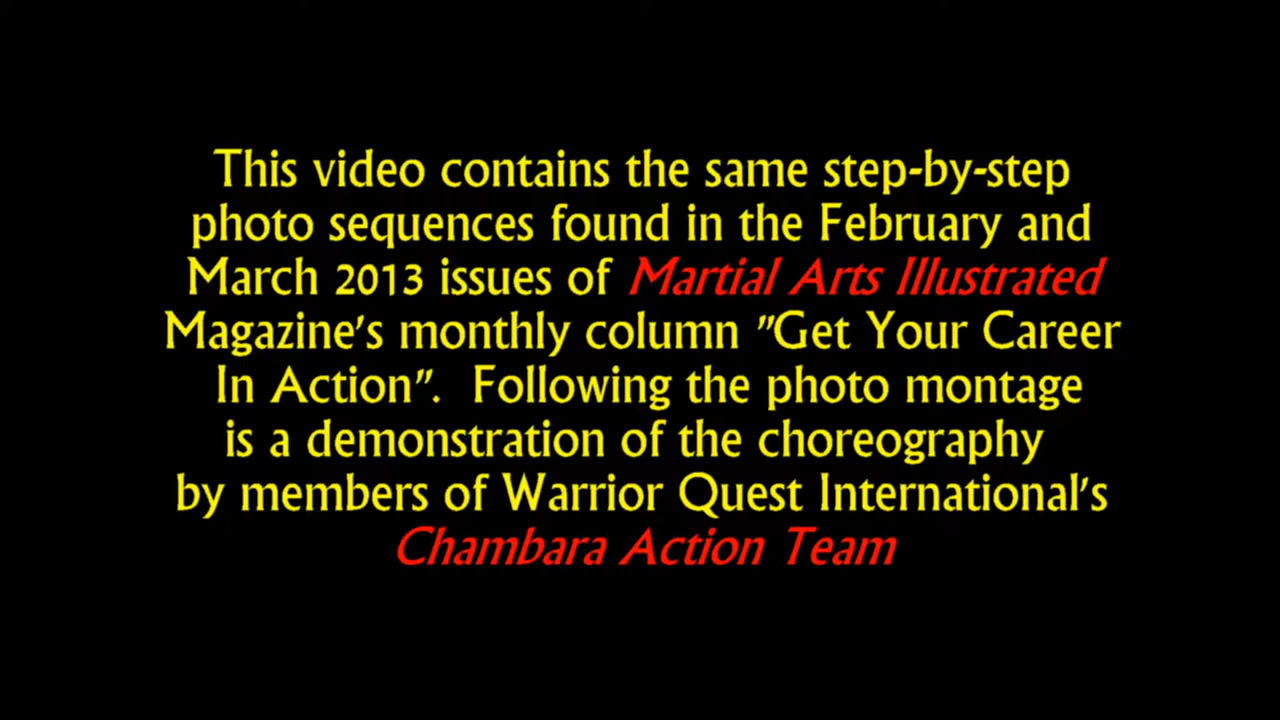 This video contains the same step-by-step
photo sequences found in the February and
March 2013 issues of Martial Arts Illustrated
Magazine's monthly column "Get Your Career
In Action".  Following the photo montage
is a demonstration of the choreography
by members of Warrior Quest International's
Chambara Action Team